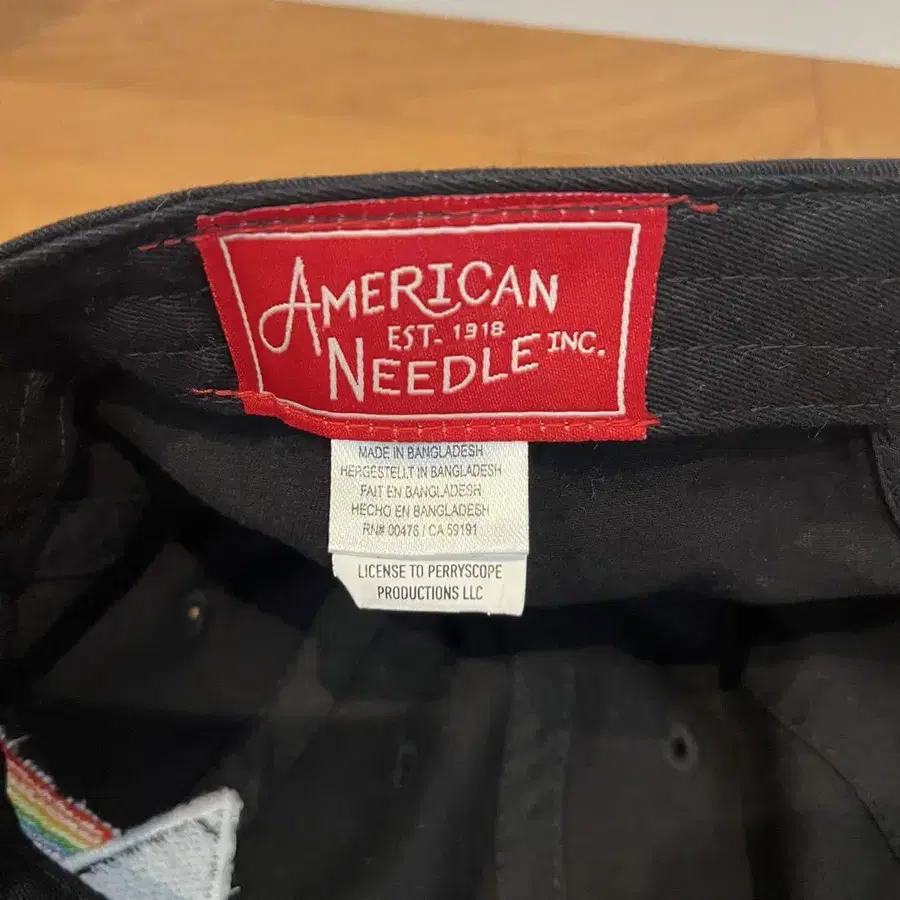 AMERICAN
EST. 1918
NEEDLE INC.
MADE IN BANGLADESH
HERGESTELLT IN BANGLADESH
FAIT EN BANGLADESH
HECHO EN BANGLADESH
RN# 00476 / CA 59191
LICENSE TO PERRYSCOPE
PRODUCTIONS LLC